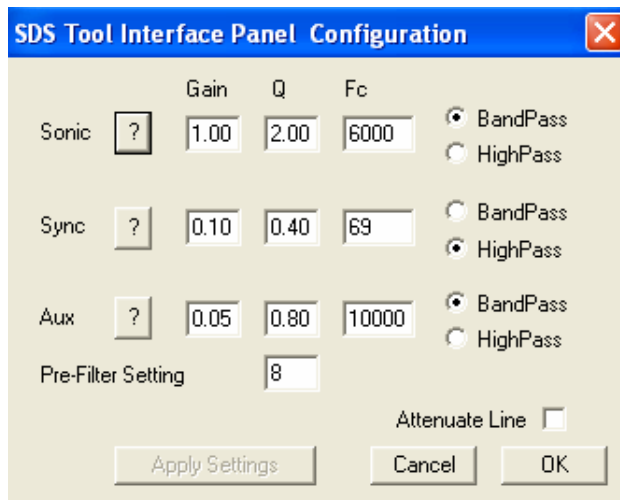 SDS Tool Interface Panel Configuration
Gain Q Fc
Sonic ? 1.00 2.00 6000
BandPass
HighPass
Sync ? 0.10 0.40 69
BandPass
HighPass
Aux ? 0.05 0.80 10000
BandPass
HighPass
Pre-Filter Setting 8
Attenuate Line
Apply Settings Cancel OK